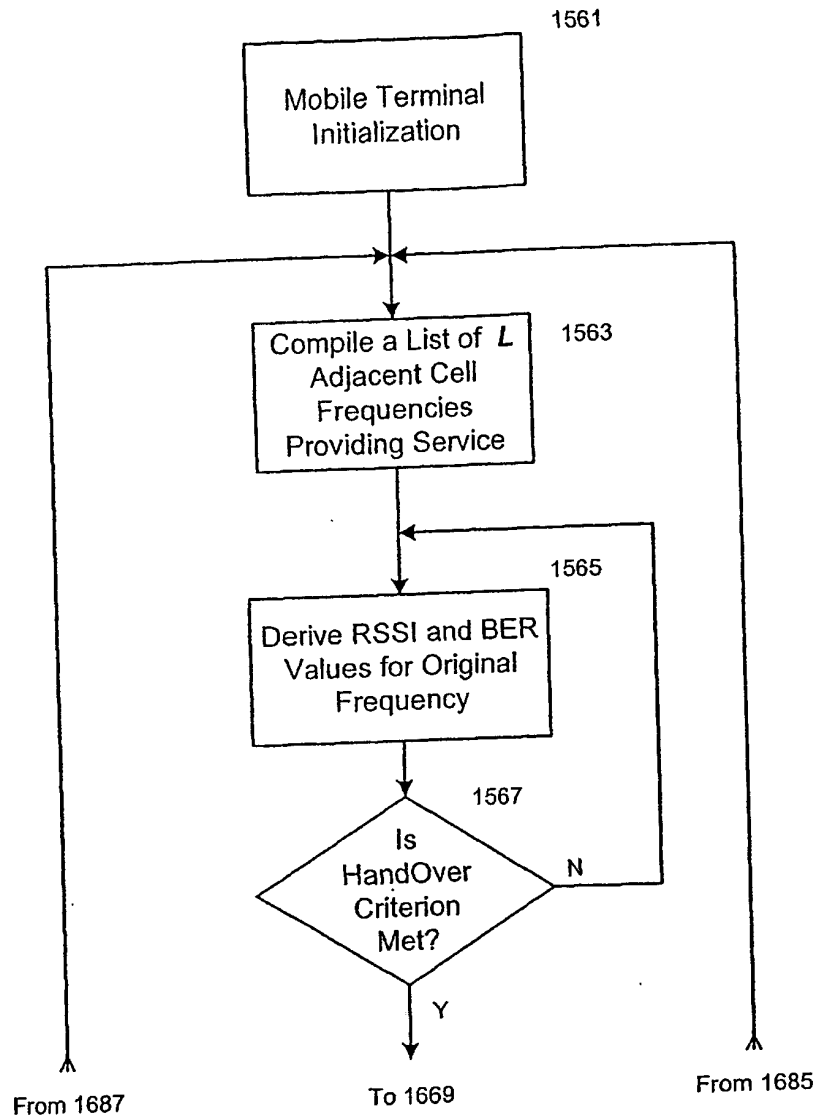 1561
Mobile Terminal
Initialization
Compile a List of L
Adjacent Cell
Frequencies
Providing Service
1563
1565
Derive RSSI and BER
Values for Original
Frequency
1567
Is
HandOver
Criterion
Met?
N
Y
From 1687
To 1669
From 1685